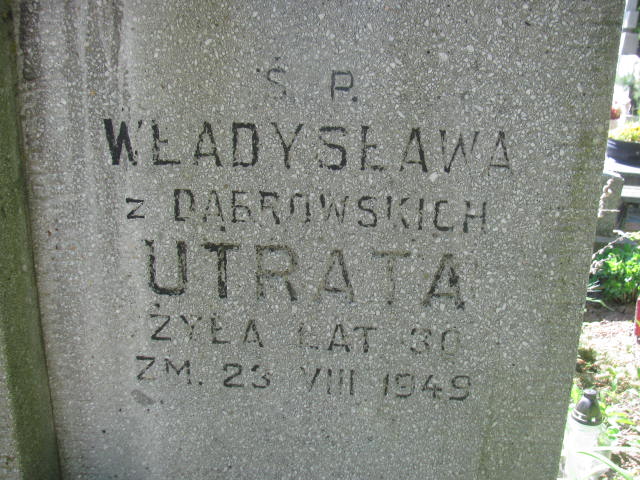 Ś. P.
WŁADYSŁAWA
z DĄBROWSKICH
UTRATA
ŻYŁA LAT 30
ZM. 23 VIII 1949